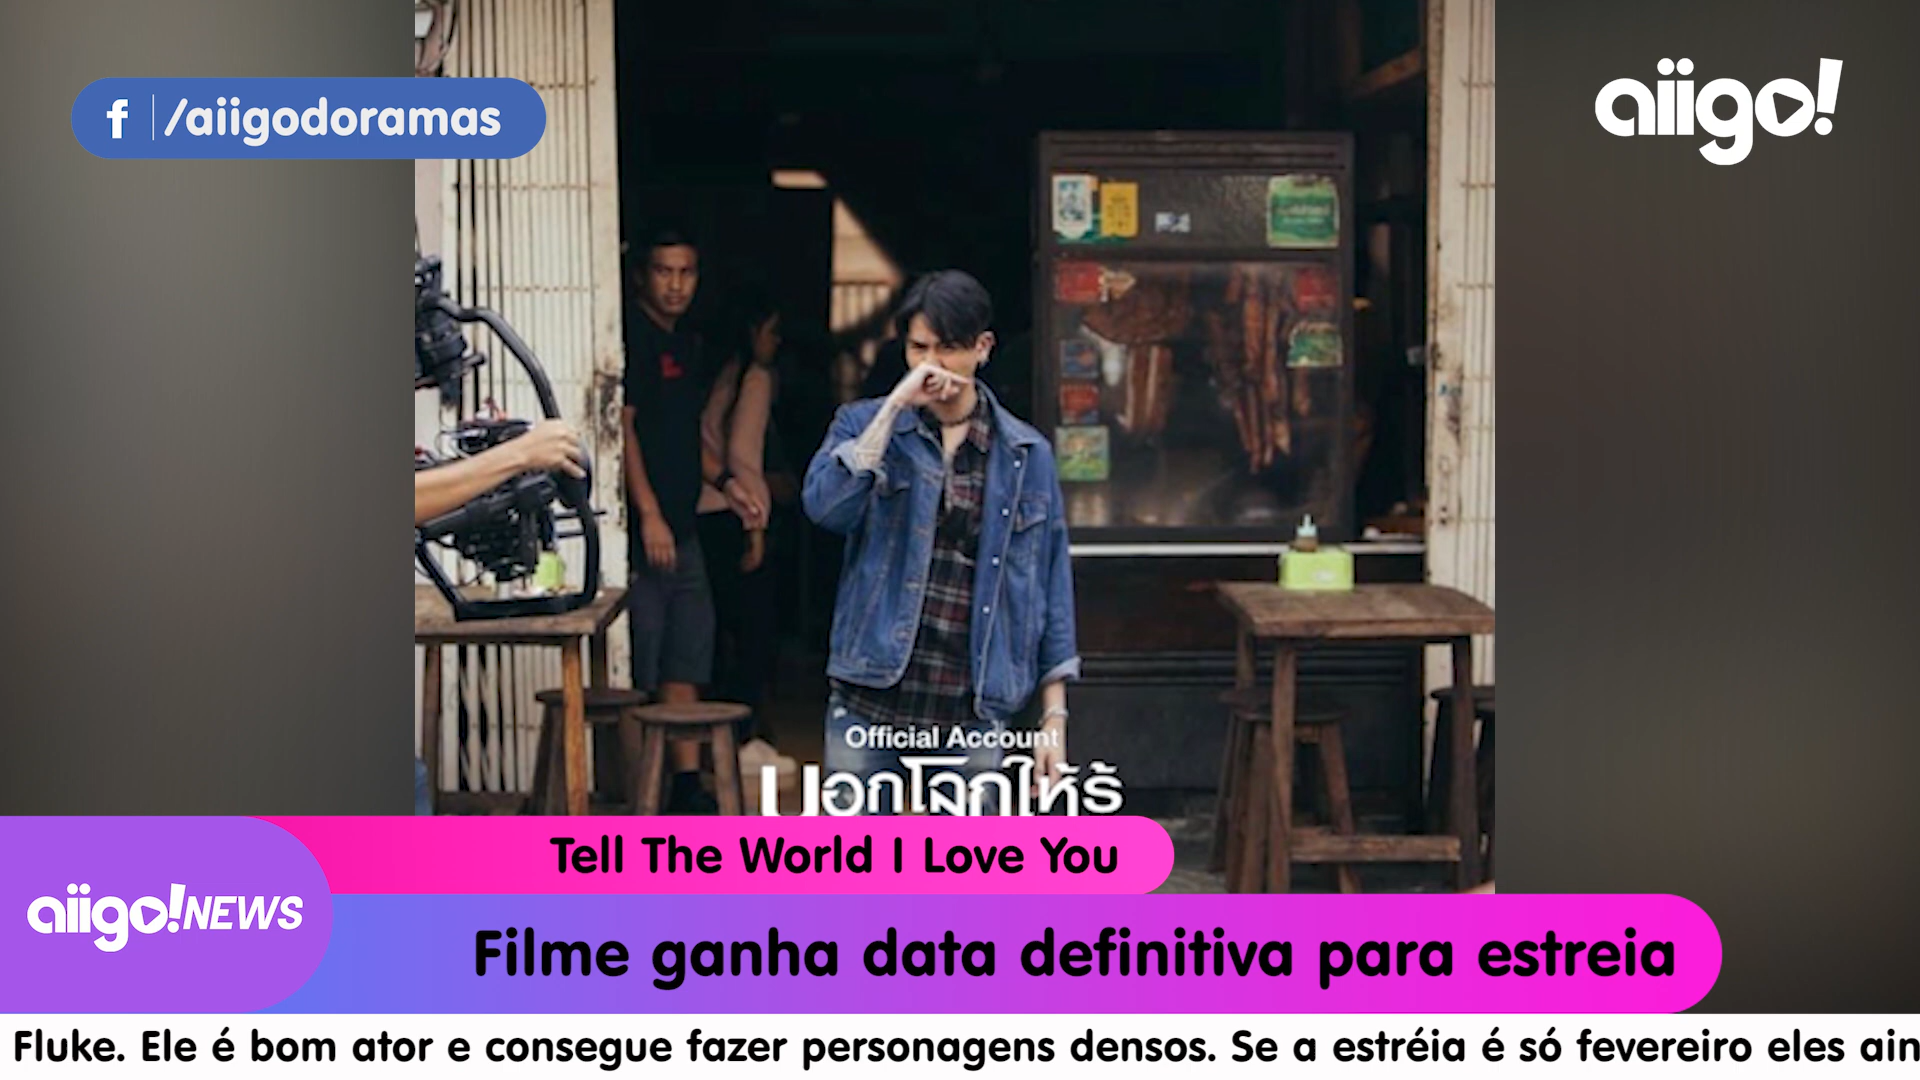 /aiigodoramas
aiigo!
Official Account
บอกโลกให้รู้
Tell The World I Love You
aiigo!NEWS
Filme ganha data definitiva para estreia
Fluke. Ele é bom ator e consegue fazer personagens densos. Se a estréia é só fevereiro eles ain